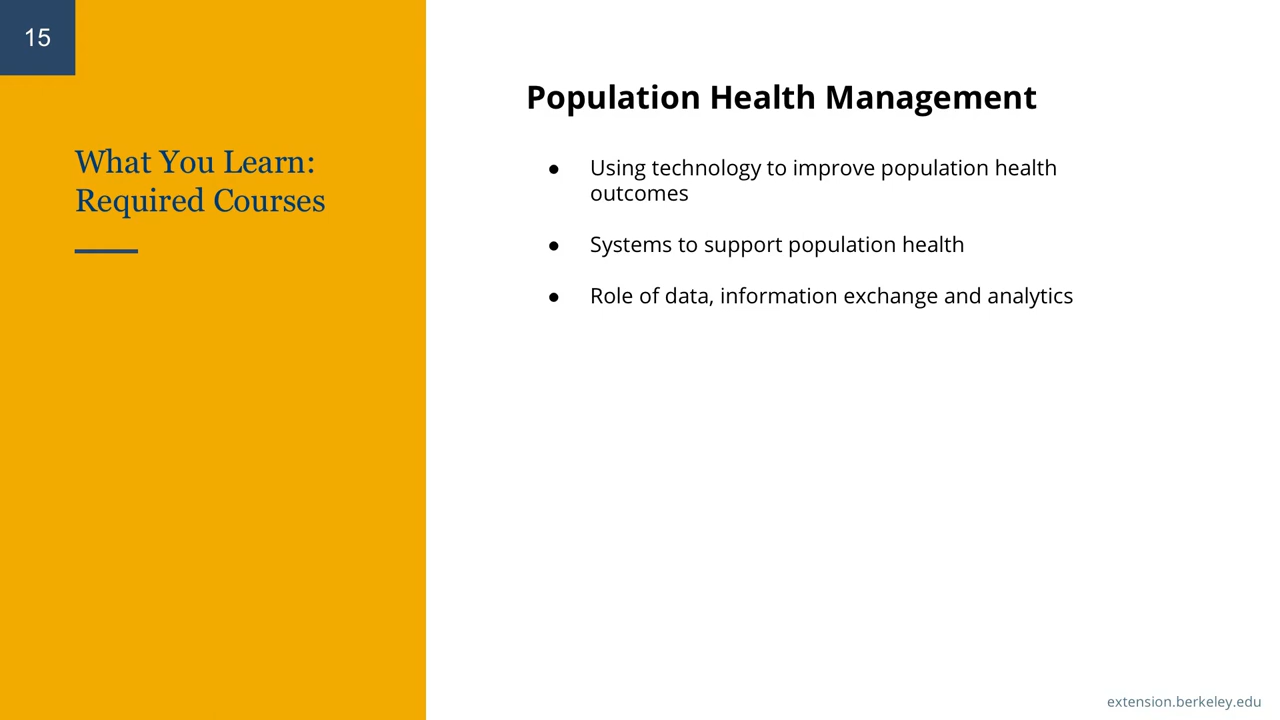 15
What You Learn:
Required Courses
Population Health Management
● Using technology to improve population health
outcomes
● Systems to support population health
● Role of data, information exchange and analytics
extension.berkeley.edu